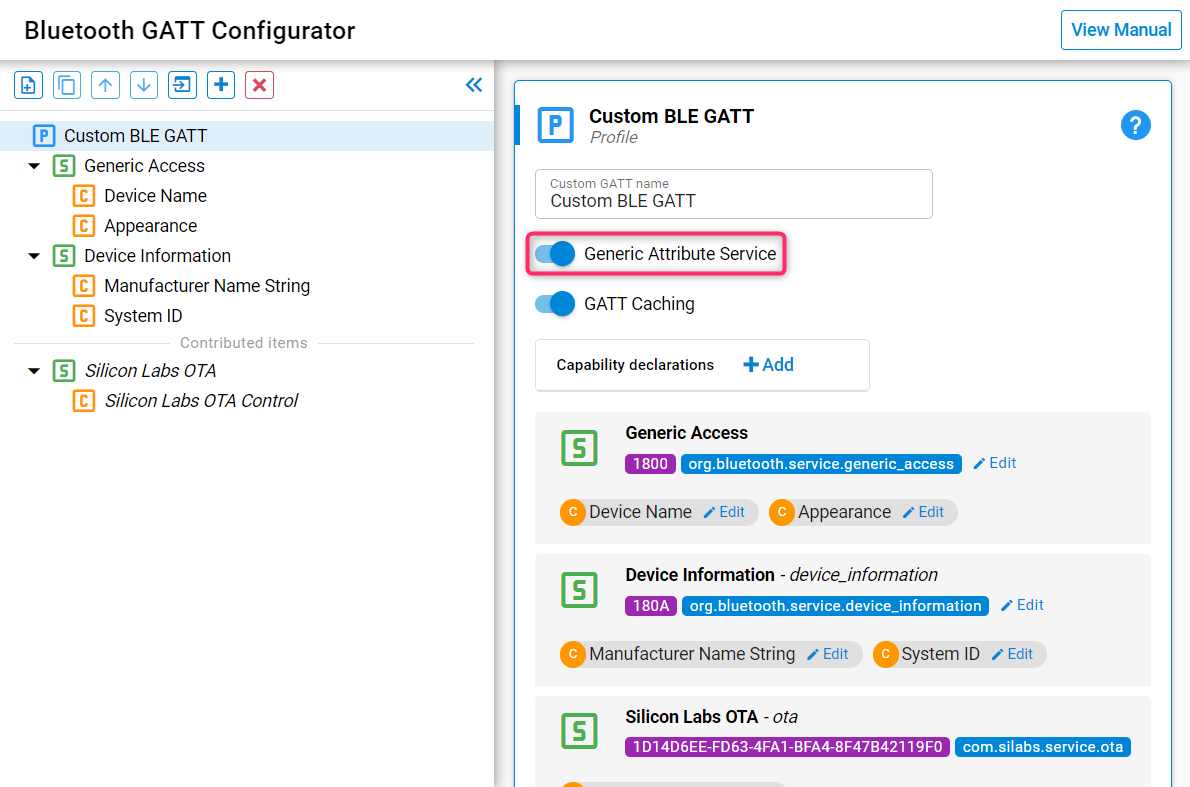 Bluetooth GATT Configurator
View Manual
P Custom BLE GATT
S Generic Access
C Device Name
C Appearance
S Device Information
C Manufacturer Name String
C System ID
Contributed items
S Silicon Labs OTA
C Silicon Labs OTA Control
P Custom BLE GATT
Profile
?
Custom GATT name
Custom BLE GATT
Generic Attribute Service
GATT Caching
Capability declarations + Add
S Generic Access
1800 org.bluetooth.service.generic_access Edit
C Device Name Edit C Appearance Edit
S Device Information - device_information
180A org.bluetooth.service.device_information Edit
C Manufacturer Name String Edit C System ID Edit
S Silicon Labs OTA - ota
1D14D6EE-FD63-4FA1-BFA4-8F47B42119F0 com.silabs.service.ota